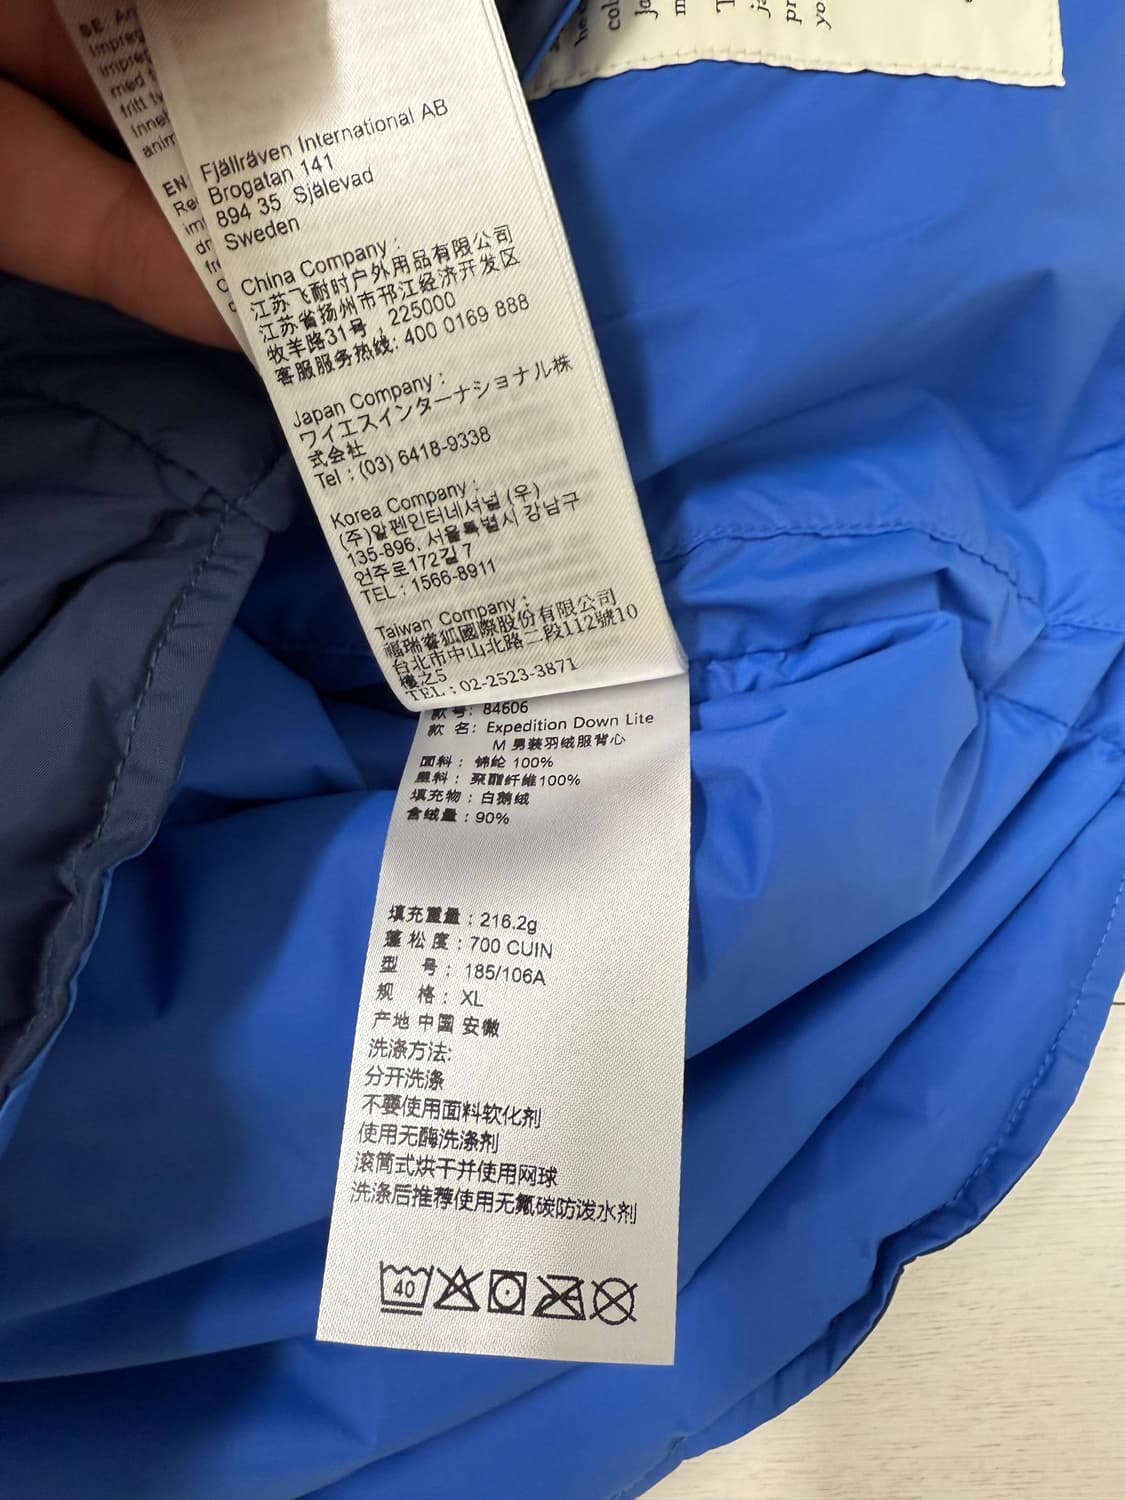 SE An
impreg
impreg
med f
fritt
anim
EN
Re
im
Fjällräven International AB
Brogatan 141
894 35 Själevad
Sweden
China Company :
江苏飞耐时户外用品有限公司
江苏省扬州市邗江经济开发区
牧羊路31号 , 225000
客服服务热线: 400 0169 888
Japan Company :
ワイエスインターナショナル株
式会社
Tel : (03) 6418-9338
Korea Company :
(주)알펜인터네셔널 (우)
135-896, 서울특별시 강남구
언주로172길 7
TEL : 1566-8911
Taiwan Company :
福瑞睿狐國際股份有限公司
台北市中山北路二段112號10
樓之5
TEL : 02-2523-3871
款号: 84606
款 名: Expedition Down Lite
M 男装羽绒服背心
面料: 锦纶 100%
里料: 聚酯纤维100%
填充物: 白鹅绒
含绒量: 90%
填充重量: 216.2g
蓬 松 度: 700 CUIN
型 号: 185/106A
规 格: XL
产地 中国 安徽
洗涤方法:
分开洗涤
不要使用面料软化剂
使用无酶洗涤剂
滚筒式烘干并使用网球
洗涤后推荐使用无氟碳防泼水剂
40